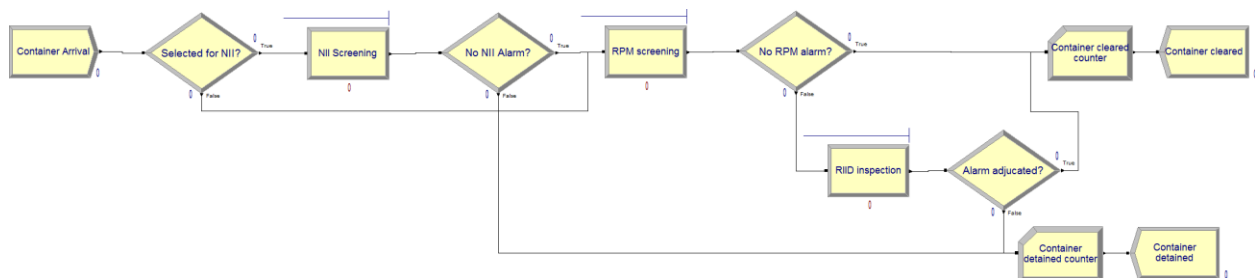 Container Arrival
0
Selected for NII?
0
True
0
False
NII Screening
0
No NII Alarm?
0
True
0
False
RPM screening
0
No RPM alarm?
0
True
0
False
Container cleared
counter
Container cleared
0
RIID inspection
0
Alarm adjucated?
0
True
0
False
Container
detained counter
Container
detained
0